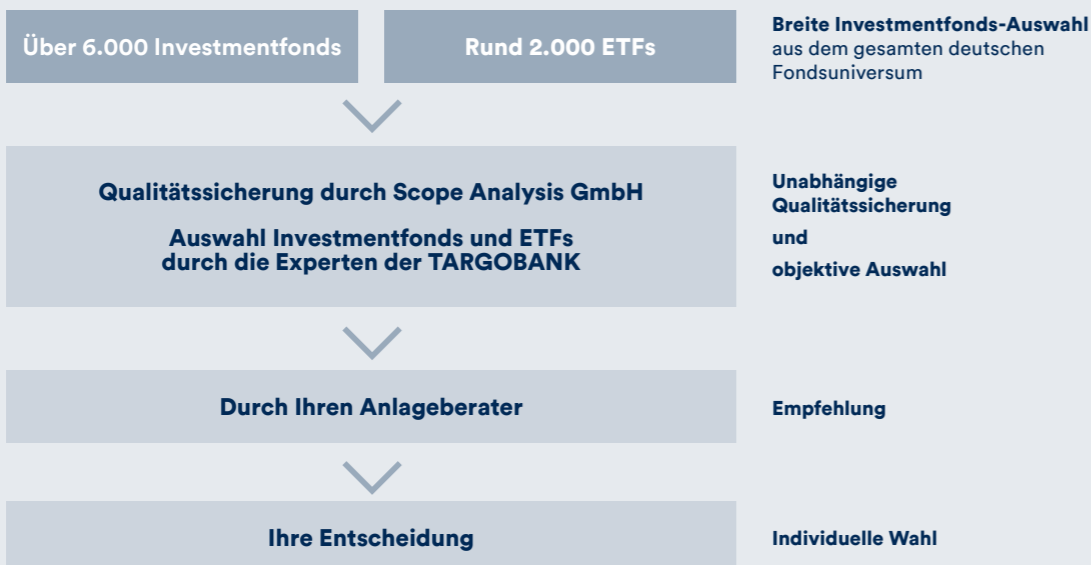 Über 6.000 Investmentfonds
Rund 2.000 ETFs
Breite Investmentfonds-Auswahl
aus dem gesamten deutschen
Fondsuniversum
Qualitätssicherung durch Scope Analysis GmbH
Auswahl Investmentfonds und ETFs
durch die Experten der TARGOBANK
Unabhängige
Qualitätssicherung
und
objektive Auswahl
Durch Ihren Anlageberater
Empfehlung
Ihre Entscheidung
Individuelle Wahl